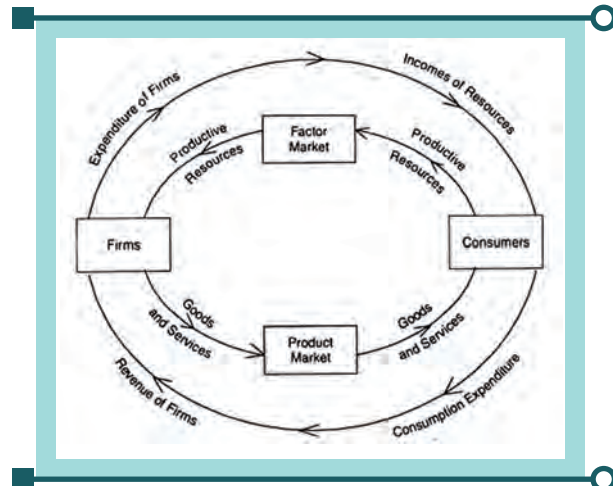 Expenditure of Firms
Incomes of Resources
Productive
Resources
Factor
Market
Productive
Resources
Firms
Consumers
Goods
and Services
Product
Market
Goods
and Services
Revenue of Firms
Consumption Expenditure